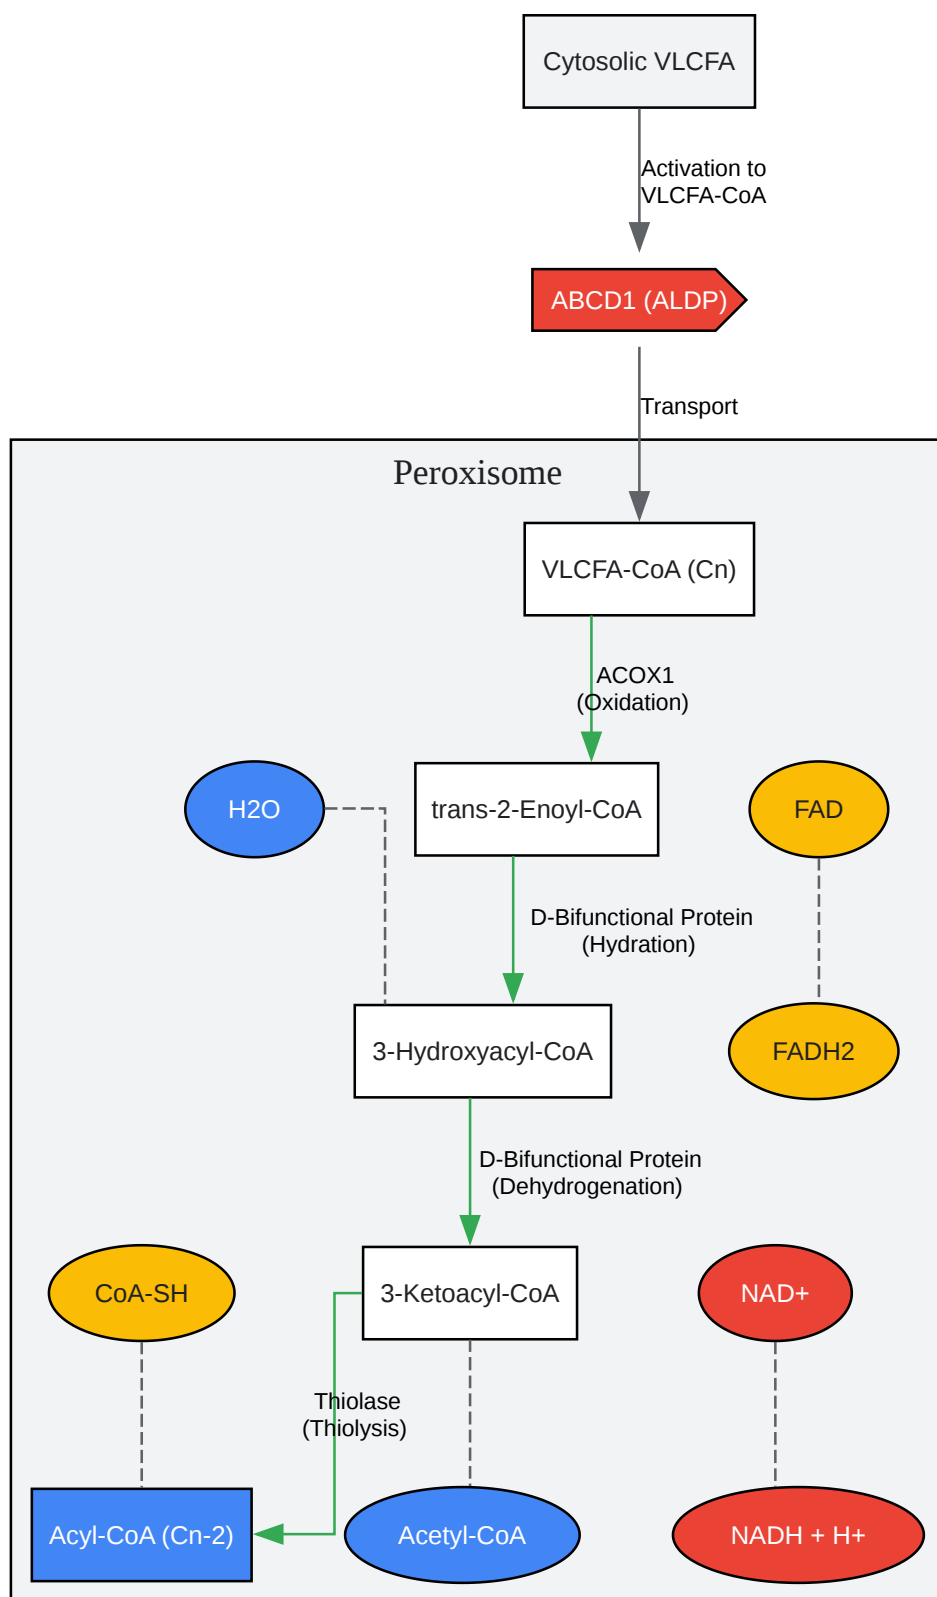 Cytosolic VLCFA
Activation to
VLCFA-CoA
ABCD1 (ALDP)
Transport
Peroxisome
VLCFA-CoA (Cn)
ACOX1
(Oxidation)
H2O
trans-2-Enoyl-CoA
FAD
D-Bifunctional Protein
(Hydration)
3-Hydroxyacyl-CoA
FADH2
D-Bifunctional Protein
(Dehydrogenation)
CoA-SH
3-Ketoacyl-CoA
NAD+
Thiolase
(Thiolysis)
Acyl-CoA (Cn-2)
Acetyl-CoA
NADH + H+